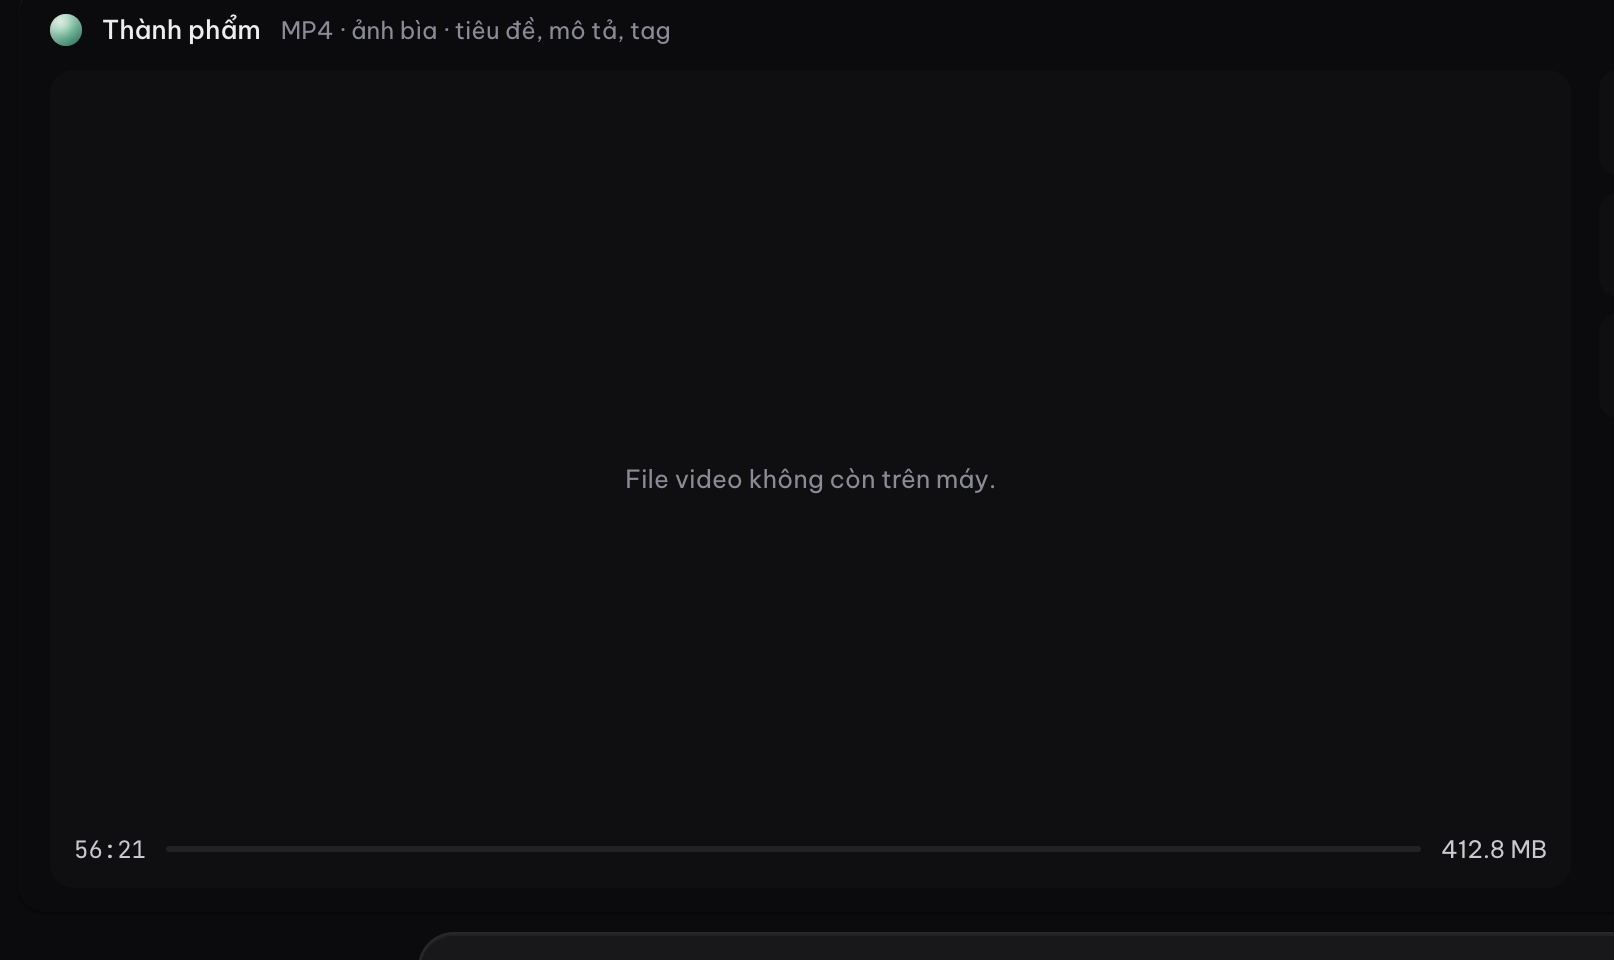 Thành phẩm MP4 · ảnh bìa · tiêu đề, mô tả, tag
File video không còn trên máy.
56:21 412.8 MB